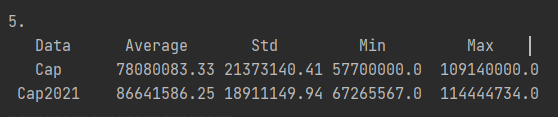 5.
Data Average Std Min Max
Cap 78080083.33 21373140.41 57700000.0 109140000.0
Cap2021 86641586.25 18911149.94 67265567.0 114444734.0